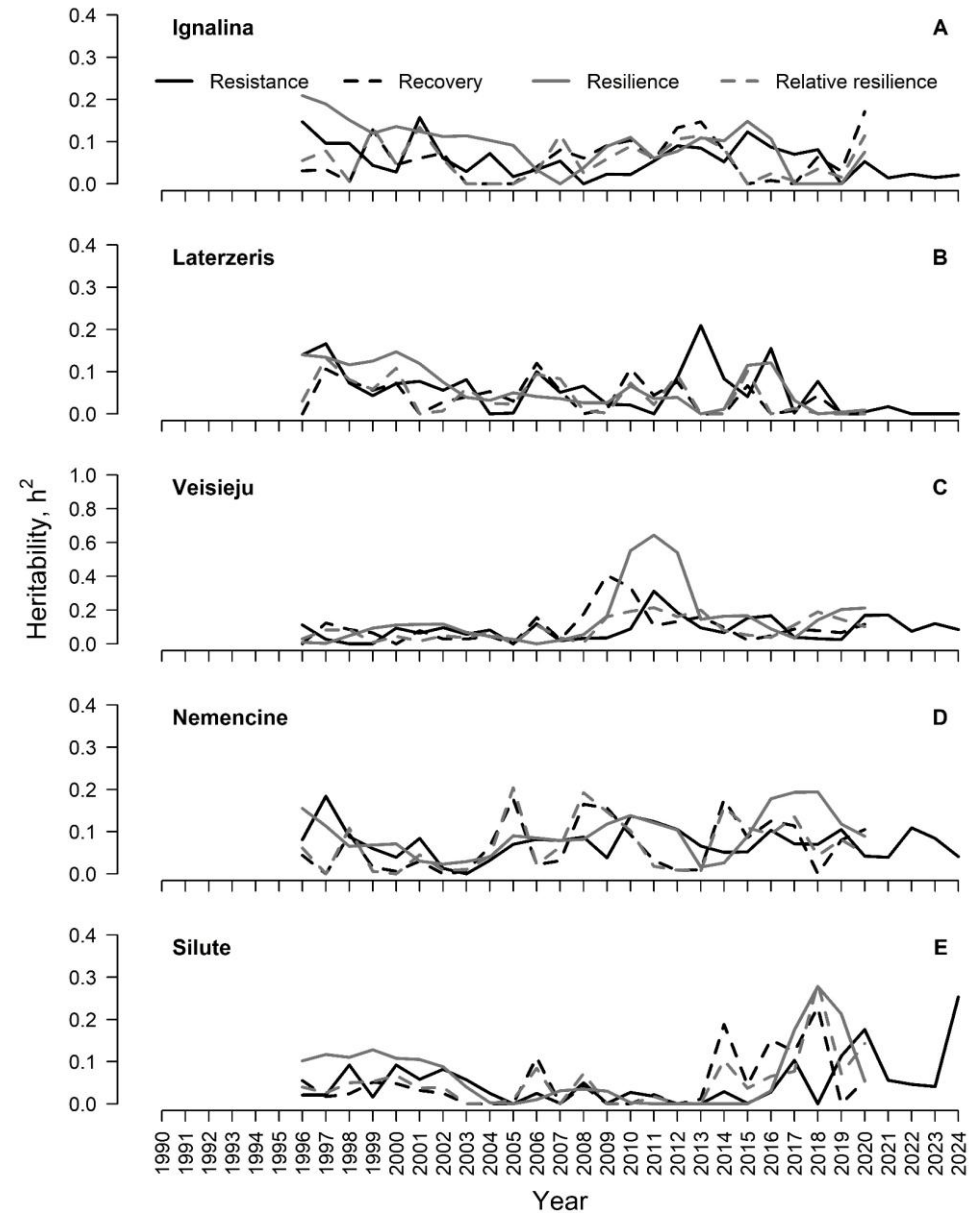 Ignalina A
Resistance Recovery Resilience Relative resilience
0.4
0.3
0.2
0.1
0.0
Laterzeris B
0.4
0.3
0.2
0.1
0.0
Veisieju C
1.0
0.8
0.6
0.4
0.2
0.0
Heritability, h²
Nemencine D
0.4
0.3
0.2
0.1
0.0
Silute E
0.4
0.3
0.2
0.1
0.0
1990 1991 1992 1993 1994 1995 1996 1997 1998 1999 2000 2001 2002 2003 2004 2005 2006 2007 2008 2009 2010 2011 2012 2013 2014 2015 2016 2017 2018 2019 2020 2021 2022 2023 2024
Year